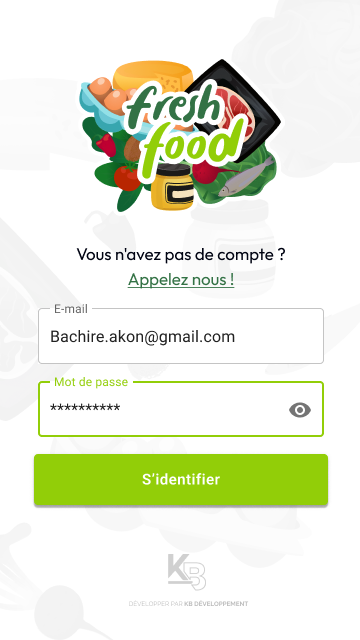 fresh
food
Vous n'avez pas de compte ?
Appelez nous !
E-mail
Bachire.akon@gmail.com
Mot de passe
**********
S'identifier
KB
DÉVELOPPER PAR KB DÉVELOPPEMENT